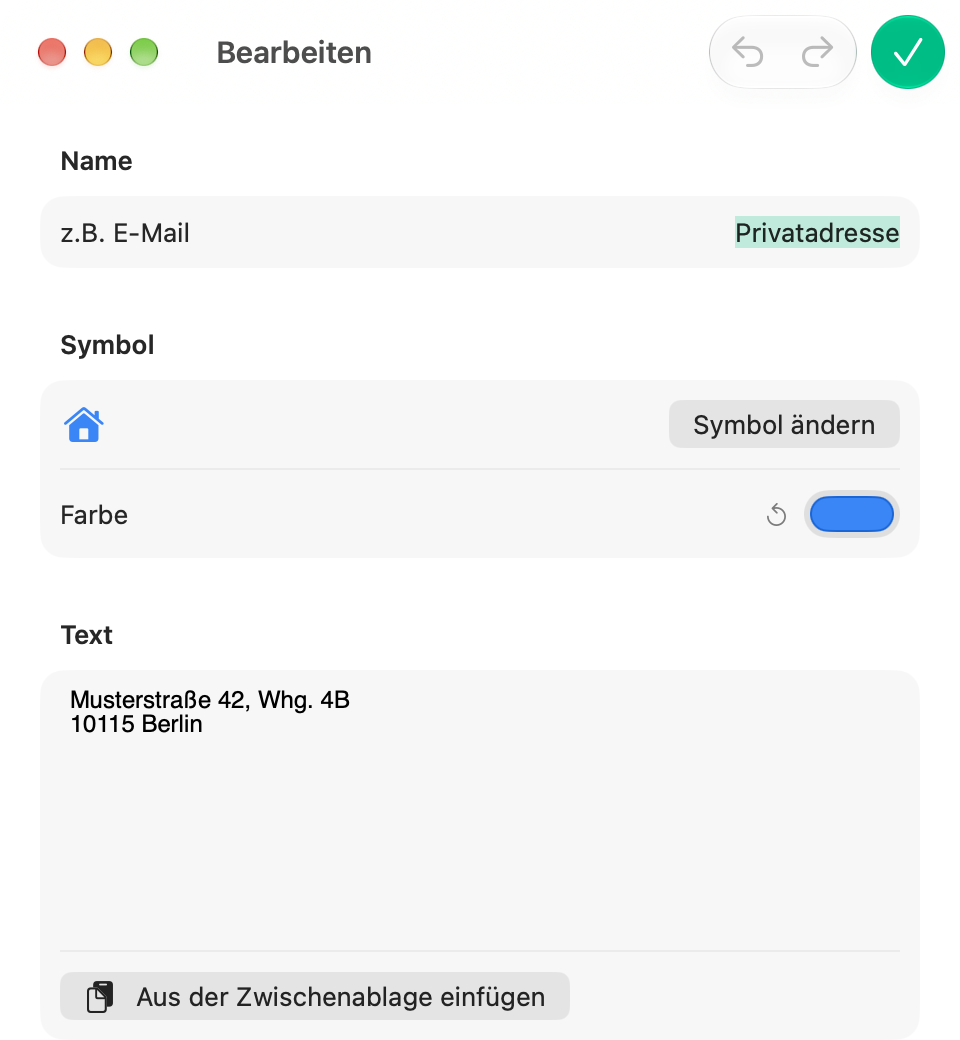 Bearbeiten
Name
z.B. E-Mail Privatadresse
Symbol
Symbol ändern
Farbe
Text
Musterstraße 42, Whg. 4B
10115 Berlin
Aus der Zwischenablage einfügen